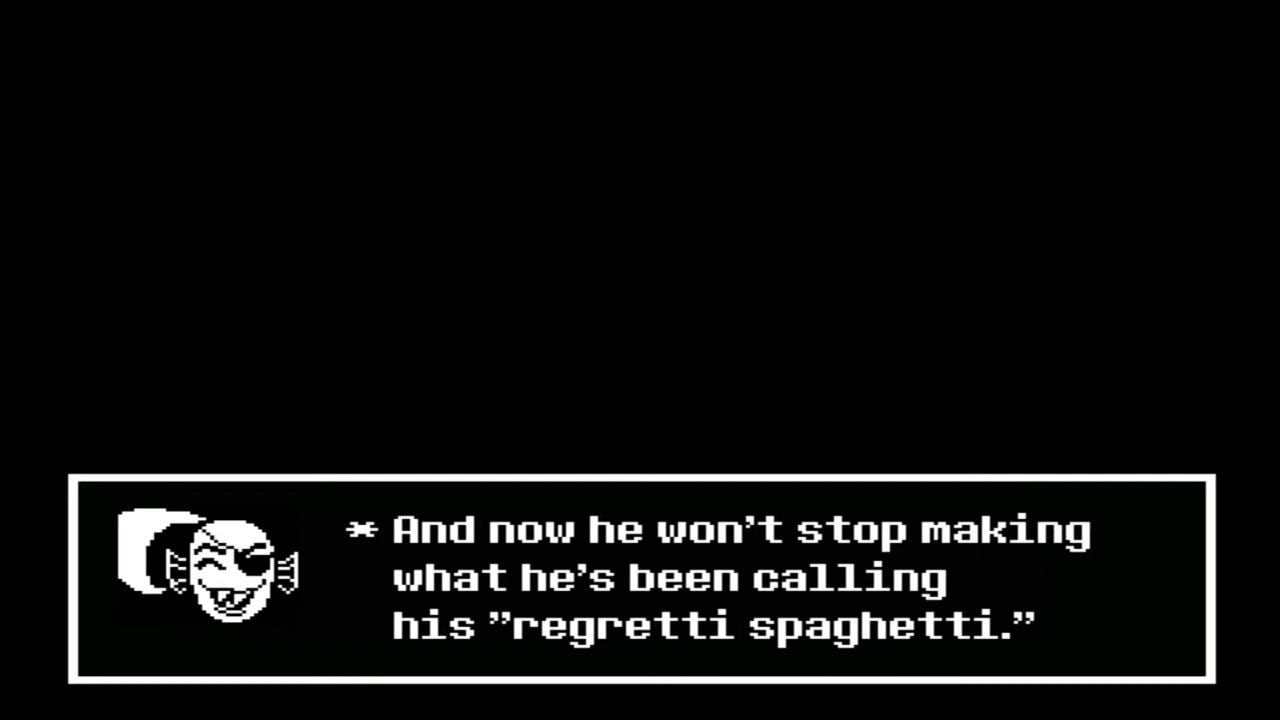 * And now he won't stop making
what he's been calling
his ”regretti spaghetti.”